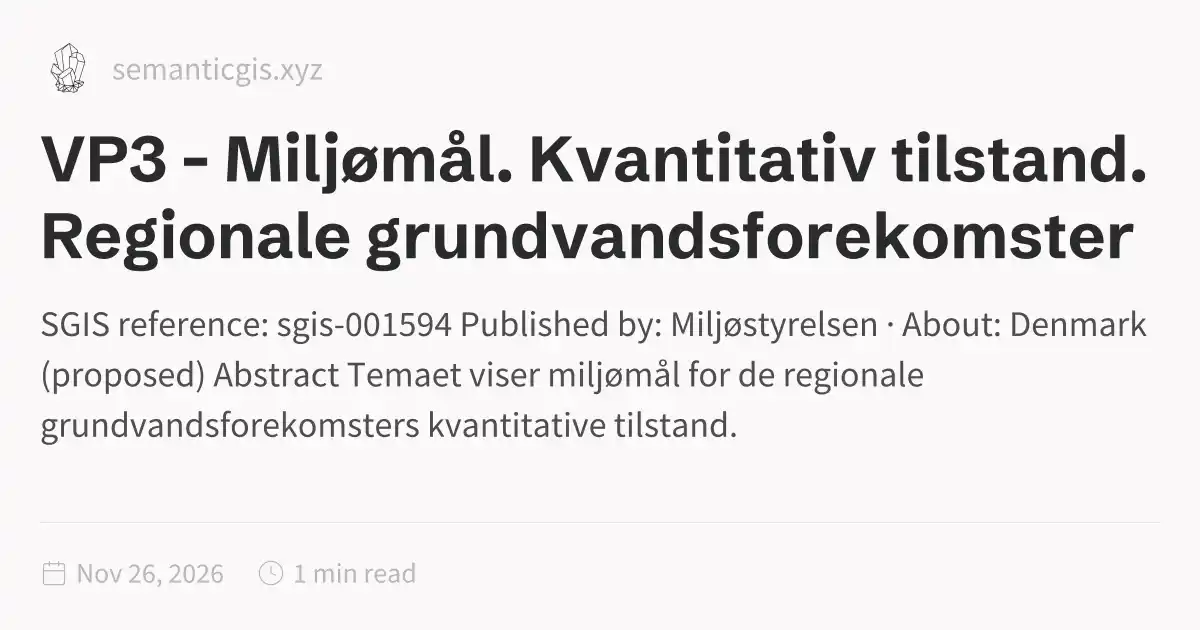 semanticgis.xyz
VP3 - Miljømål. Kvantitativ tilstand.
Regionale grundvandsforekomster
SGIS reference: sgis-001594 Published by: Miljøstyrelsen · About: Denmark
(proposed) Abstract Temaet viser miljømål for de regionale
grundvandsforekomsters kvantitative tilstand.
Nov 26, 2026 1 min read